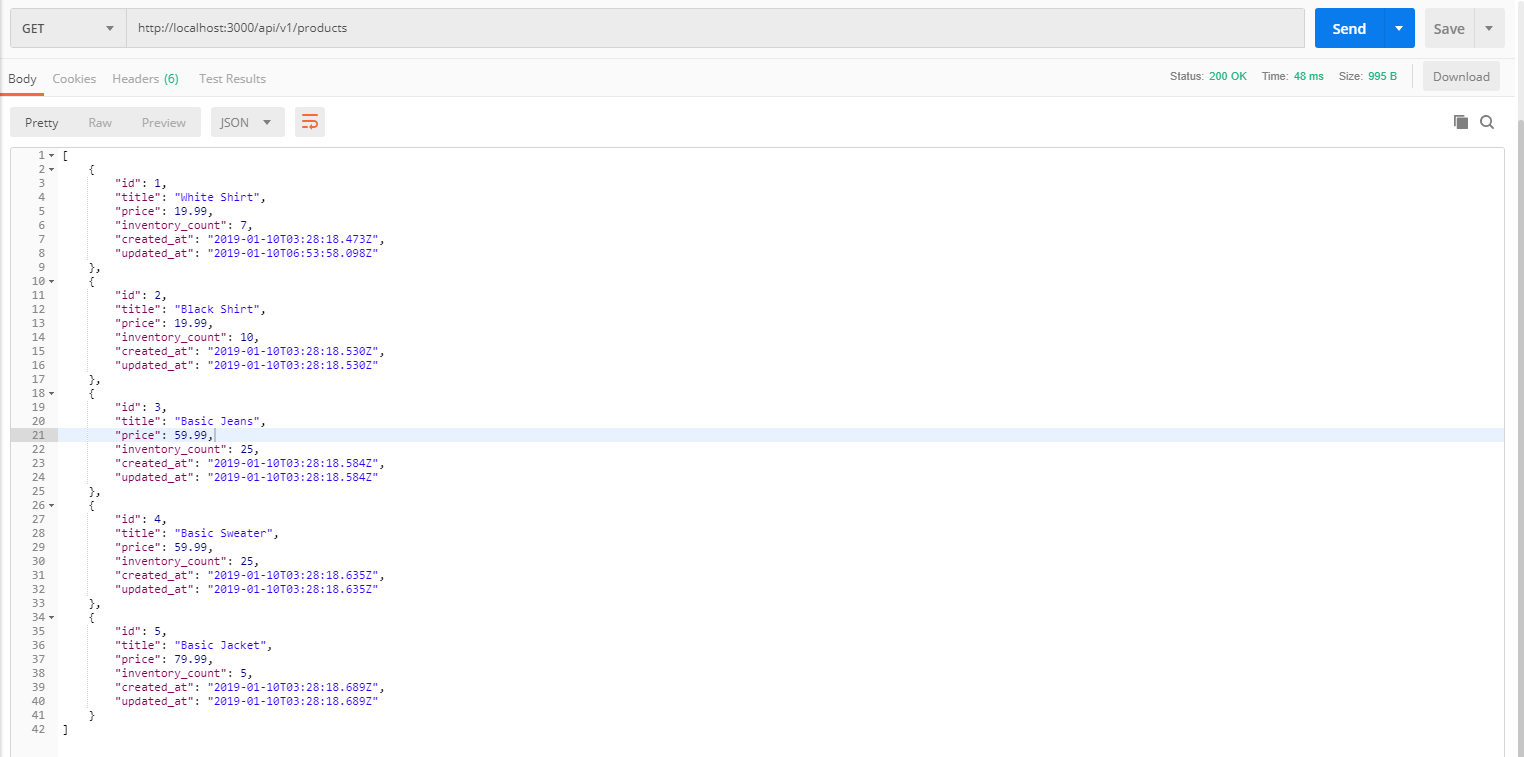 GET http://localhost:3000/api/v1/products Send Save
Body Cookies Headers (6) Test Results Status: 200 OK Time: 48 ms Size: 995 B Download
Pretty Raw Preview JSON
1 [
2 {
3 "id": 1,
4 "title": "White Shirt",
5 "price": 19.99,
6 "inventory_count": 7,
7 "created_at": "2019-01-10T03:28:18.473Z",
8 "updated_at": "2019-01-10T06:53:58.098Z"
9 },
10 {
11 "id": 2,
12 "title": "Black Shirt",
13 "price": 19.99,
14 "inventory_count": 10,
15 "created_at": "2019-01-10T03:28:18.530Z",
16 "updated_at": "2019-01-10T03:28:18.530Z"
17 },
18 {
19 "id": 3,
20 "title": "Basic Jeans",
21 "price": 59.99,
22 "inventory_count": 25,
23 "created_at": "2019-01-10T03:28:18.584Z",
24 "updated_at": "2019-01-10T03:28:18.584Z"
25 },
26 {
27 "id": 4,
28 "title": "Basic Sweater",
29 "price": 59.99,
30 "inventory_count": 25,
31 "created_at": "2019-01-10T03:28:18.635Z",
32 "updated_at": "2019-01-10T03:28:18.635Z"
33 },
34 {
35 "id": 5,
36 "title": "Basic Jacket",
37 "price": 79.99,
38 "inventory_count": 5,
39 "created_at": "2019-01-10T03:28:18.689Z",
40 "updated_at": "2019-01-10T03:28:18.689Z"
41 }
42 ]